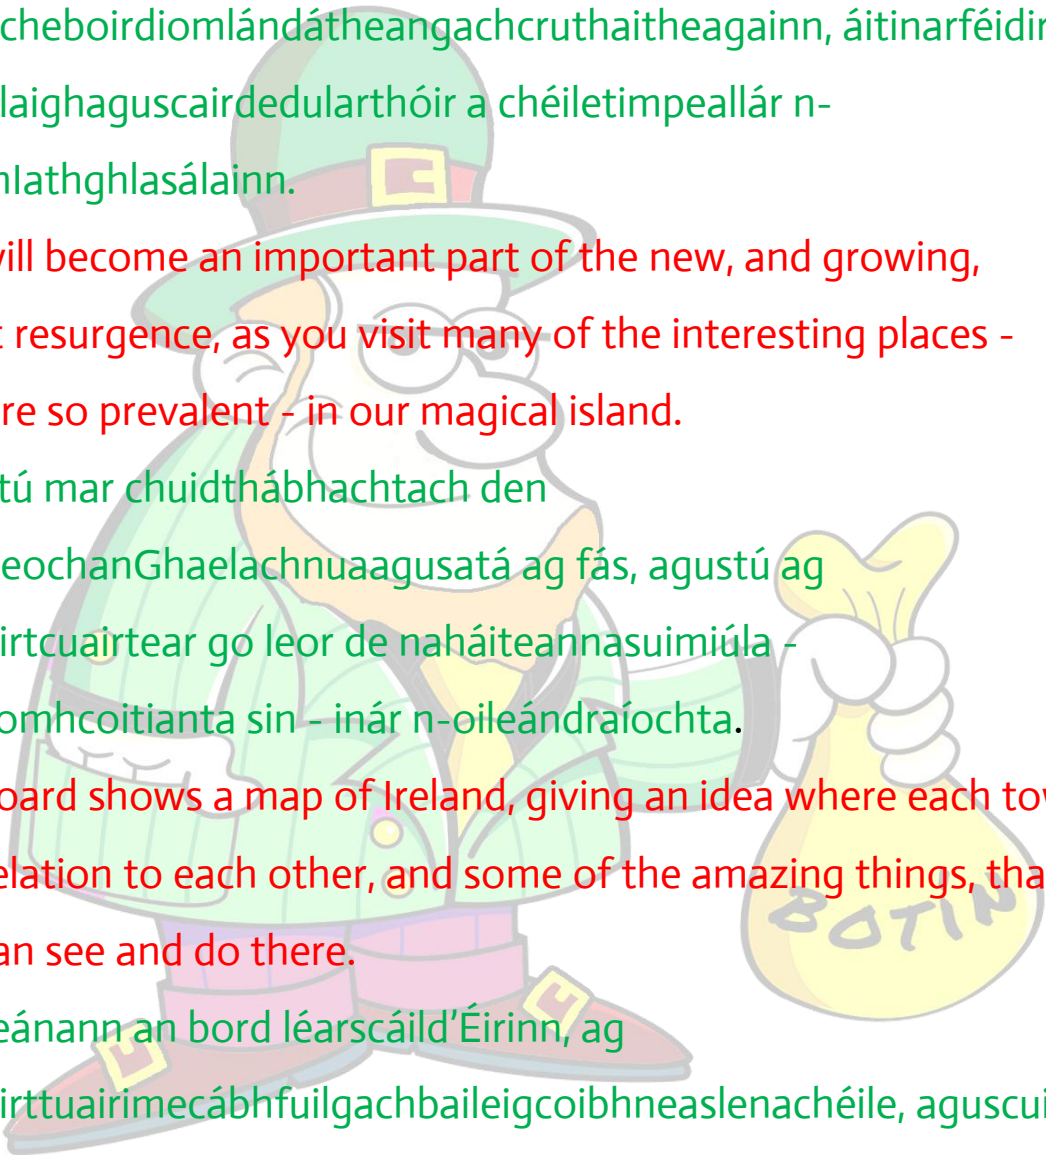 cheboirdiomlándátheangachcruthaitheagainn, áitinarféidir
laighaguscairdedularthóir a chéiletimpeallár n-
Iathghlasálainn.
will become an important part of the new, and growing,
resurgence, as you visit many of the interesting places -
re so prevalent - in our magical island.
tú mar chuidthábhachtach den
eochanGhaelachnuaagusatá ag fás, agustú ag
irtcuairtear go leor de naháiteannasuimiúla -
omhcoitianta sin - inár n-oileándraíochta.
oard shows a map of Ireland, giving an idea where each tow
elation to each other, and some of the amazing things, tha
an see and do there.
eánann an bord léarscáild’Éirinn, ag
irttuairimecábhfuilgachbaileigcoibhneaslenachéile, aguscui
BOTIN